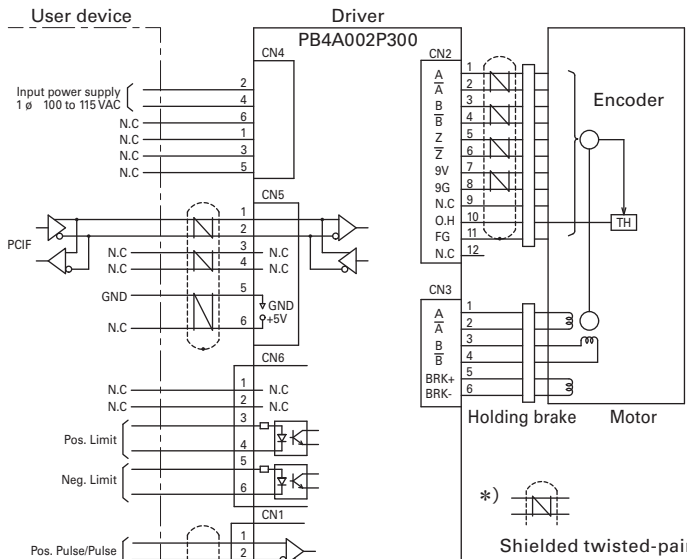 User device
Driver
PB4A002P300
CN4
Input power supply
1 ø 100 to 115 VAC
2
4
N.C 6
N.C 1
N.C 3
N.C 5
CN5
PCIF
1
2
N.C 3 N.C
N.C 4 N.C
GND 5 GND
N.C 6 +5V
CN6
N.C 1 N.C
N.C 2 N.C
Pos. Limit
3
4
Neg. Limit
5
6
CN1
Pos. Pulse/Pulse
1
2
CN2
A 1
A̅ 2
B 3
B̅ 4
Z 5
Z̅ 6
9V 7
9G 8
N.C 9
O.H 10
FG 11
N.C 12
Encoder
TH
CN3
A 1
A̅ 2
B 3
B̅ 4
BRK+ 5
BRK- 6
Holding brake
Motor
*)
Shielded twisted-pai